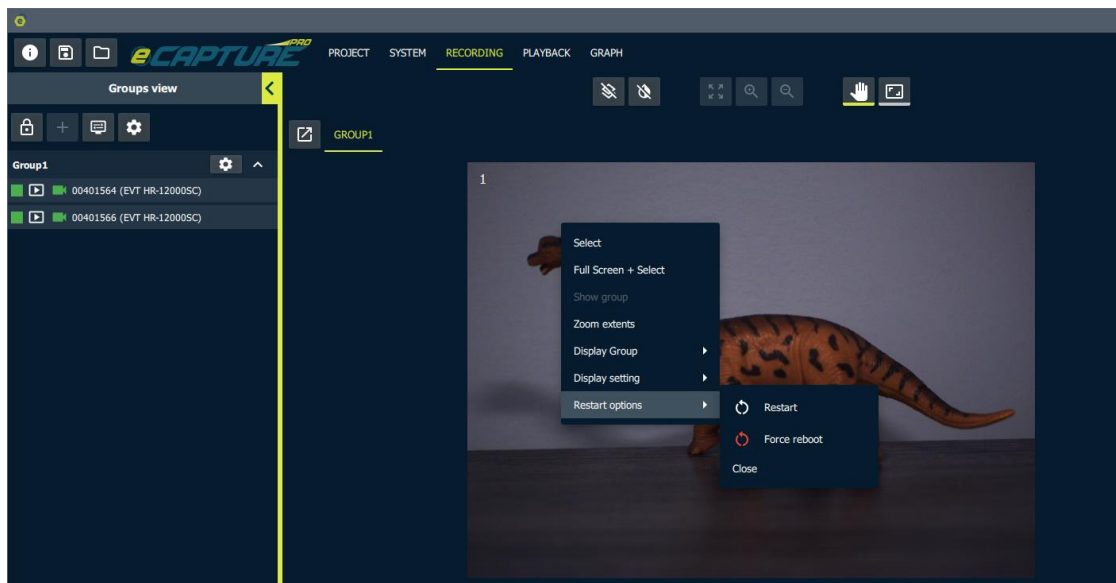 eCAPTURE PRO
PROJECT SYSTEM RECORDING PLAYBACK GRAPH
Groups view
GROUP1
Group1
00401564 (EVT HR-12000SC)
00401566 (EVT HR-12000SC)
1
Select
Full Screen + Select
Show group
Zoom extents
Display Group
Display setting
Restart options
Restart
Force reboot
Close